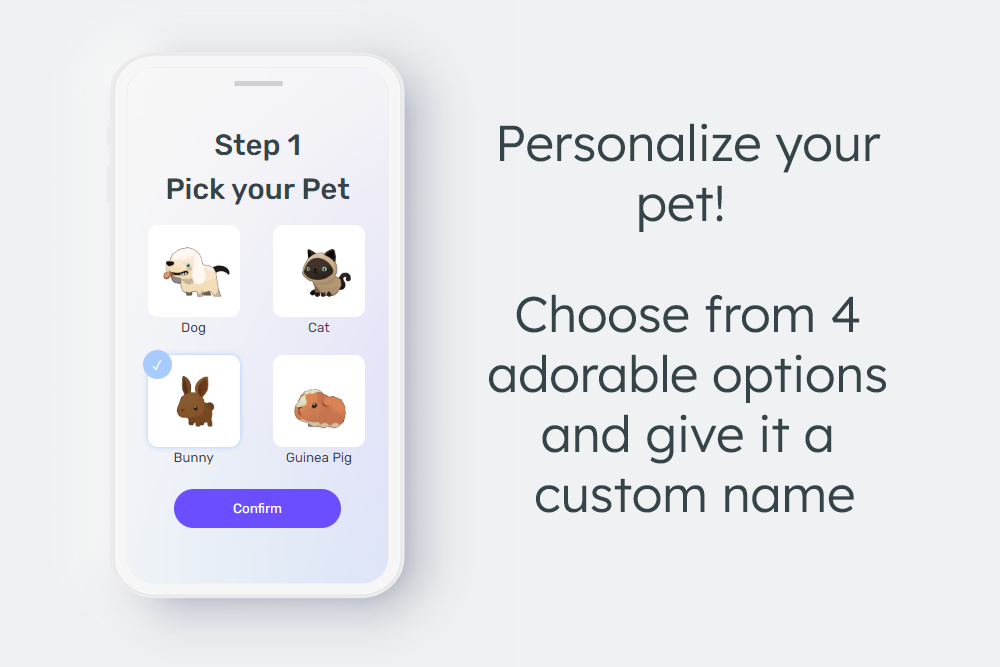 Step 1
Pick your Pet
Dog
Cat
Bunny
Guinea Pig
Confirm
Personalize your
pet!
Choose from 4
adorable options
and give it a
custom name